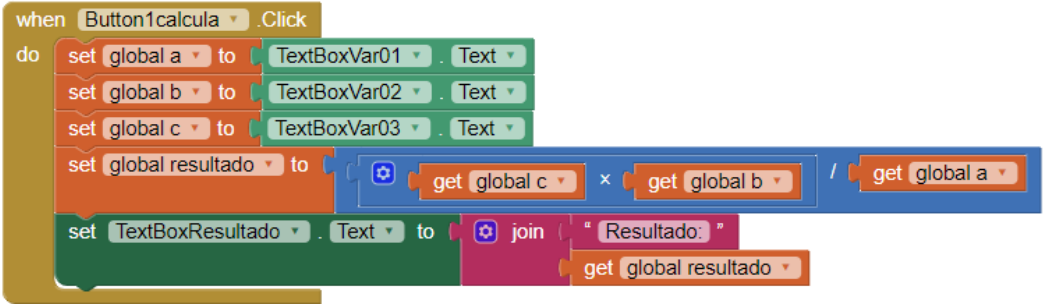 when Button1calcula .Click
do set global a to TextBoxVar01 . Text
set global b to TextBoxVar02 . Text
set global c to TextBoxVar03 . Text
set global resultado to get global c × get global b / get global a
set TextBoxResultado . Text to join " Resultado: "
get global resultado